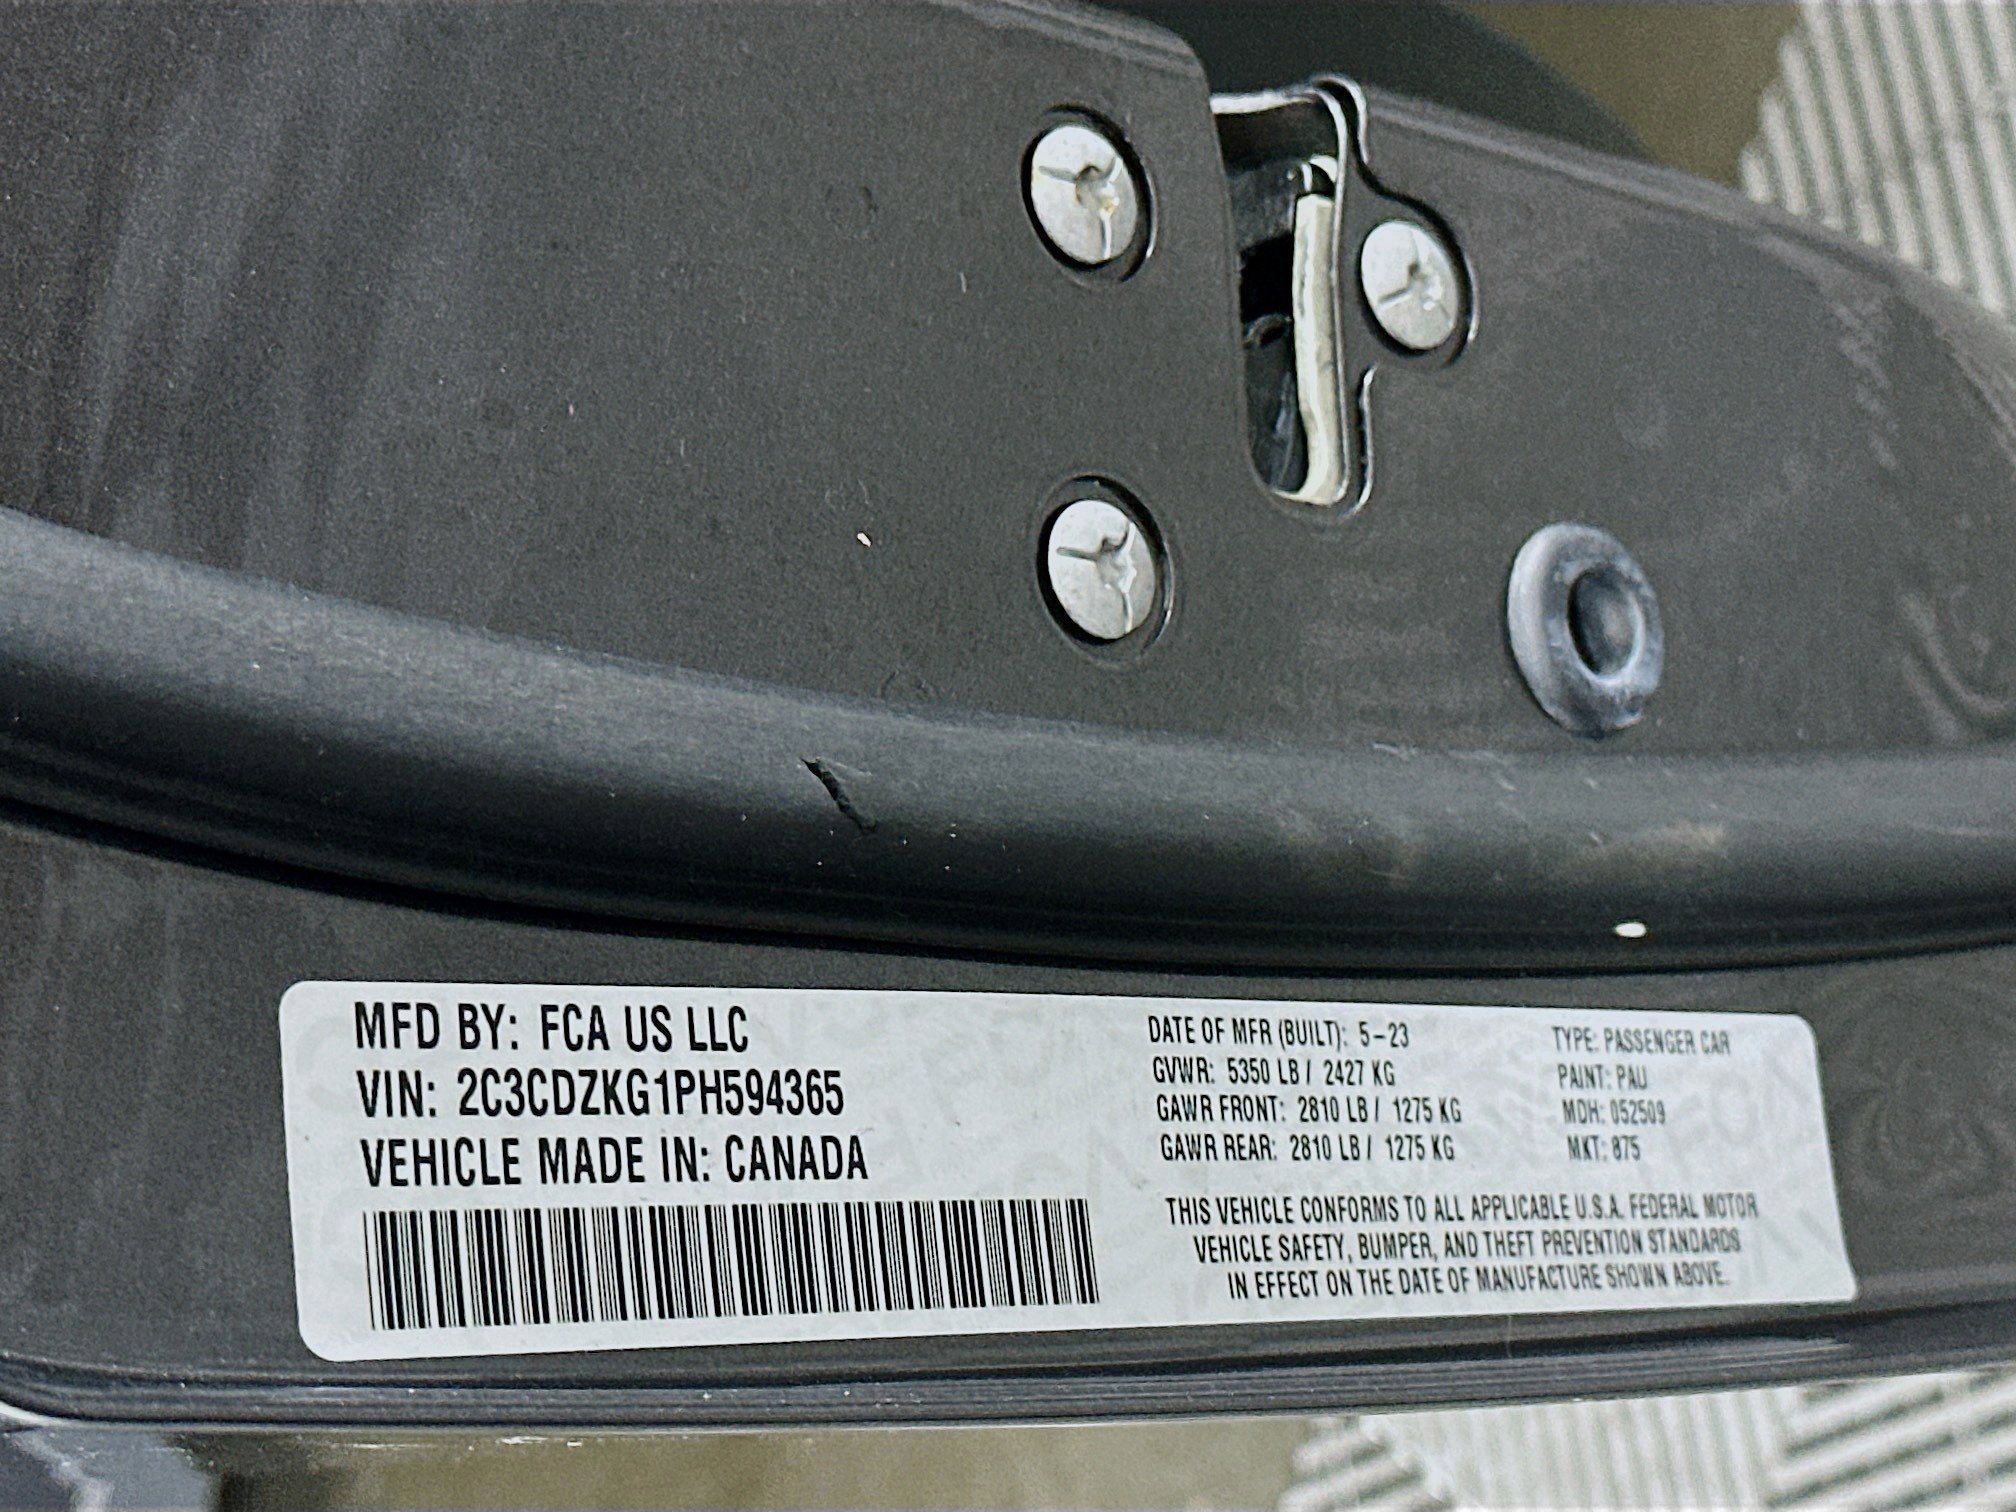 MFD BY: FCA US LLC
VIN: 2C3CDZKG1PH594365
VEHICLE MADE IN: CANADA
DATE OF MFR (BUILT): 5-23
GVWR: 5350 LB / 2427 KG
GAWR FRONT: 2810 LB / 1275 KG
GAWR REAR: 2810 LB / 1275 KG
TYPE: PASSENGER CAR
PAINT: PAU
MDH: 052509
MKT: 875
THIS VEHICLE CONFORMS TO ALL APPLICABLE U.S.A. FEDERAL MOTOR
VEHICLE SAFETY, BUMPER, AND THEFT PREVENTION STANDARDS
IN EFFECT ON THE DATE OF MANUFACTURE SHOWN ABOVE.